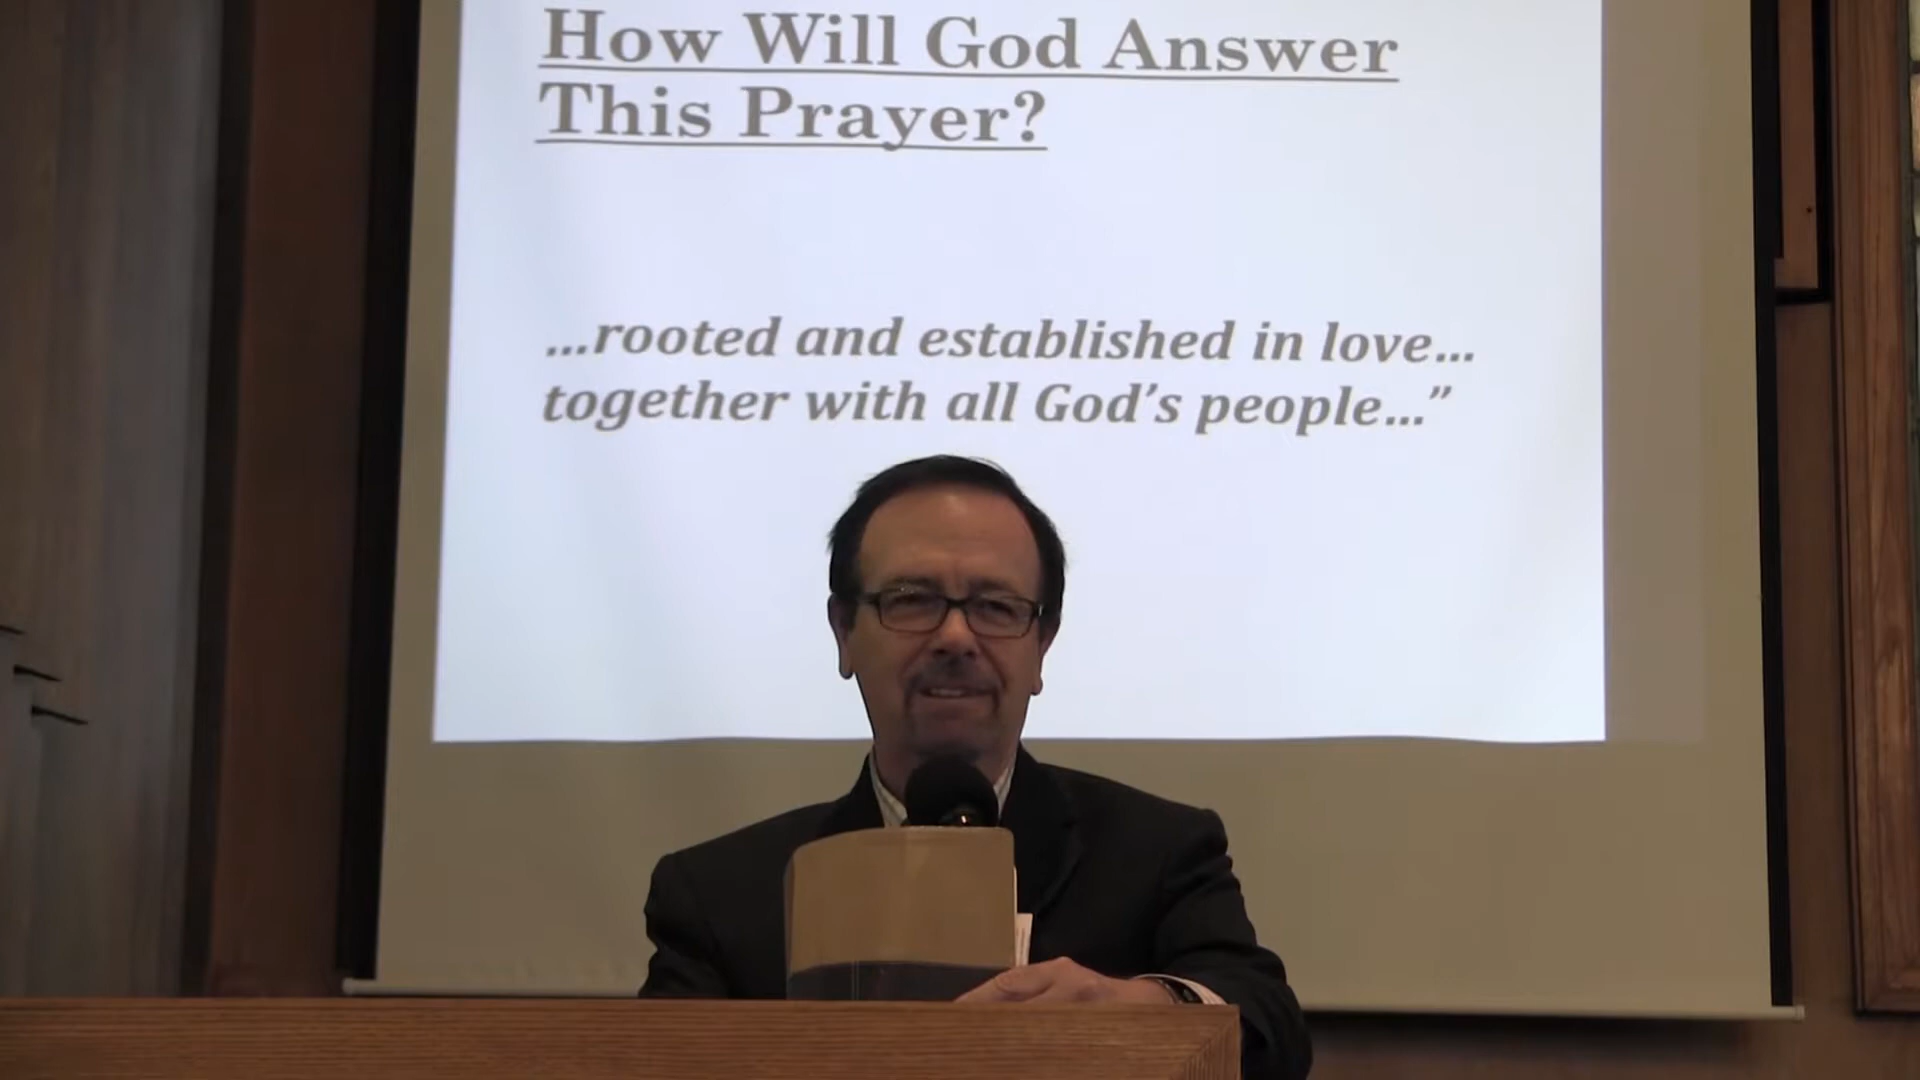 How Will God Answer
This Prayer?
...rooted and established in love...
together with all God's people..."